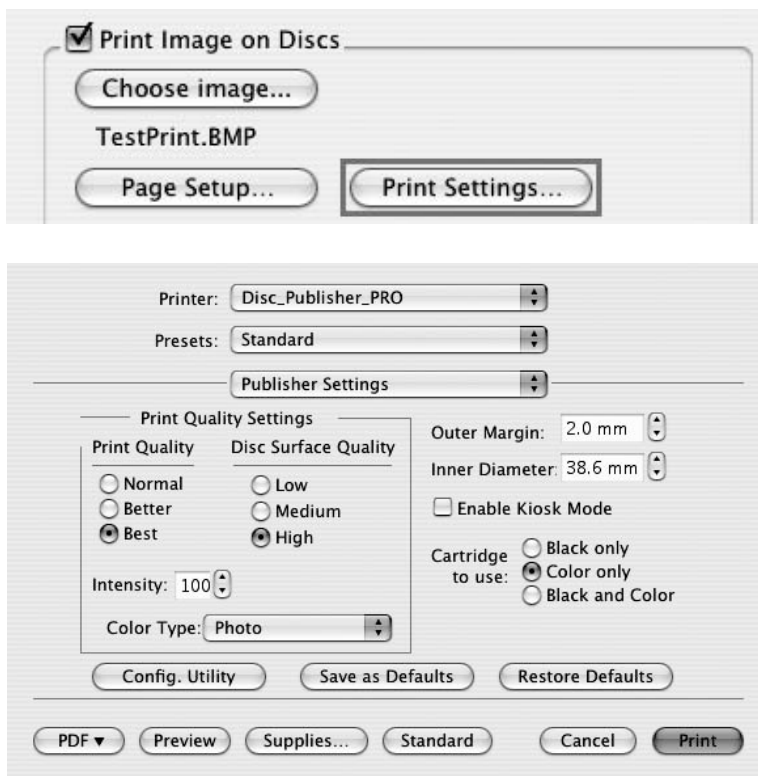 Print Image on Discs
Choose image...
TestPrint.BMP
Page Setup... Print Settings...
Printer: Disc_Publisher_PRO
Presets: Standard
Publisher Settings
Print Quality Settings
Print Quality Disc Surface Quality
Normal Low
Better Medium
Best High
Intensity: 100
Color Type: Photo
Outer Margin: 2.0 mm
Inner Diameter: 38.6 mm
Enable Kiosk Mode
Cartridge to use:
Black only
Color only
Black and Color
Config. Utility Save as Defaults Restore Defaults
PDF ▼ Preview Supplies... Standard Cancel Print